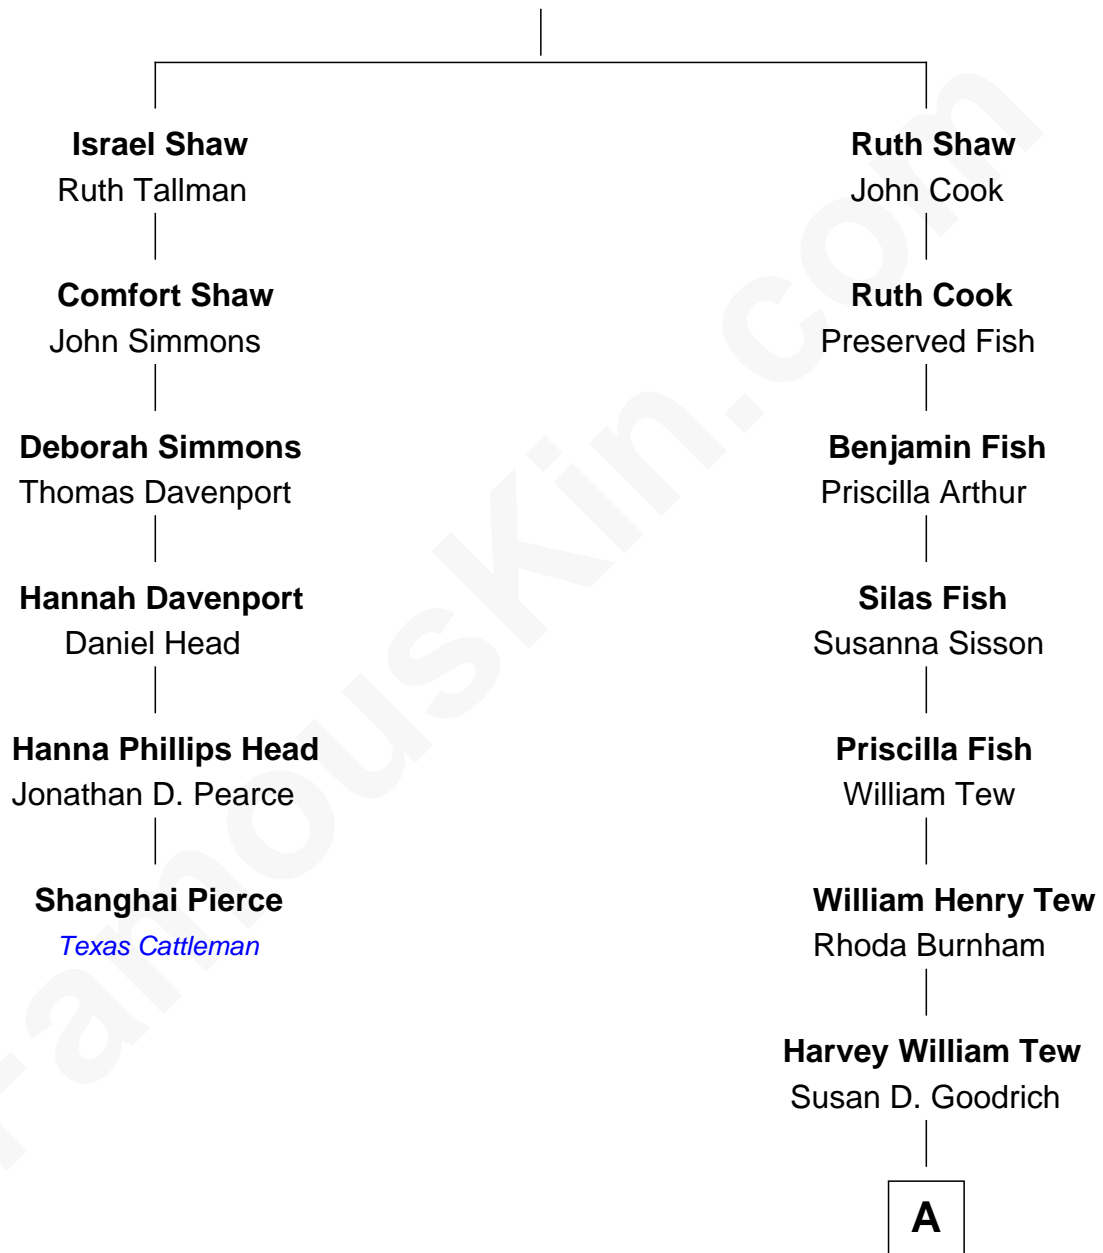 Israel Shaw
Ruth Tallman
Comfort Shaw
John Simmons
Deborah Simmons
Thomas Davenport
Hannah Davenport
Daniel Head
Hanna Phillips Head
Jonathan D. Pearce
Shanghai Pierce
Texas Cattleman
Ruth Shaw
John Cook
Ruth Cook
Preserved Fish
Benjamin Fish
Priscilla Arthur
Silas Fish
Susanna Sisson
Priscilla Fish
William Tew
William Henry Tew
Rhoda Burnham
Harvey William Tew
Susan D. Goodrich
A
FamousKin.com